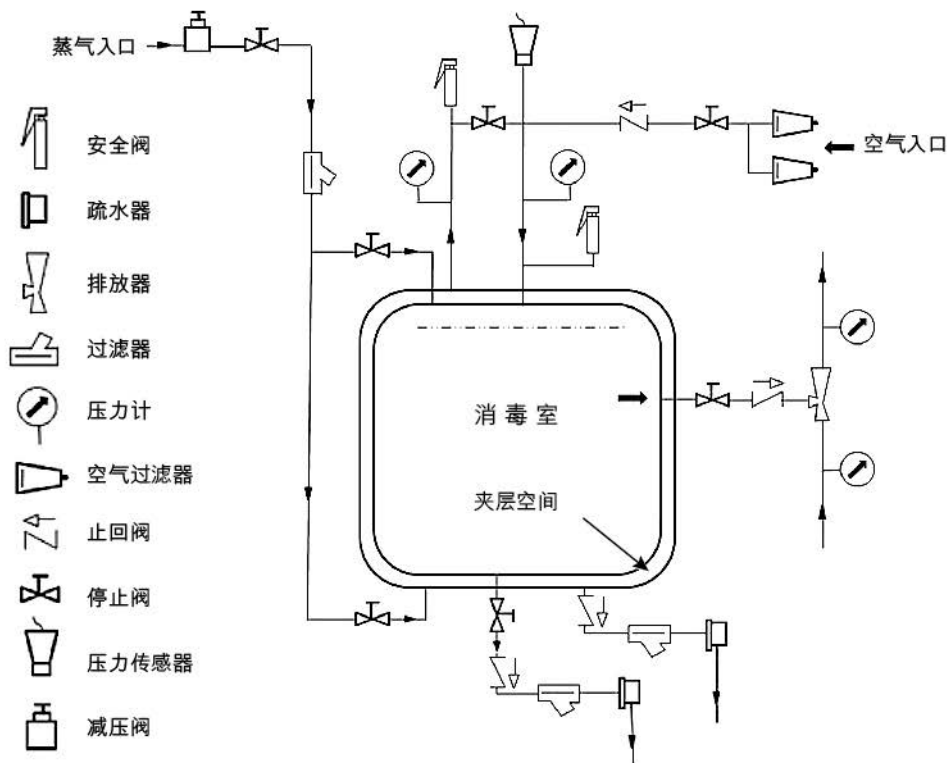 蒸气入口
安全阀
疏水器
排放器
过滤器
压力计
空气过滤器
止回阀
停止阀
压力传感器
减压阀
空气入口
消毒室
夹层空间